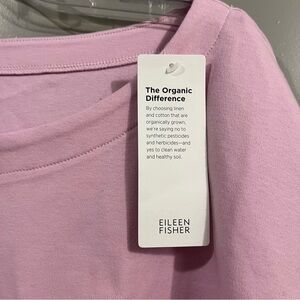 The Organic
Difference
By choosing linen
and cotton that are
organically grown,
we're saying no to
synthetic pesticides
and herbicides—and
yes to clean water
and healthy soil.
EILEEN
FISHER